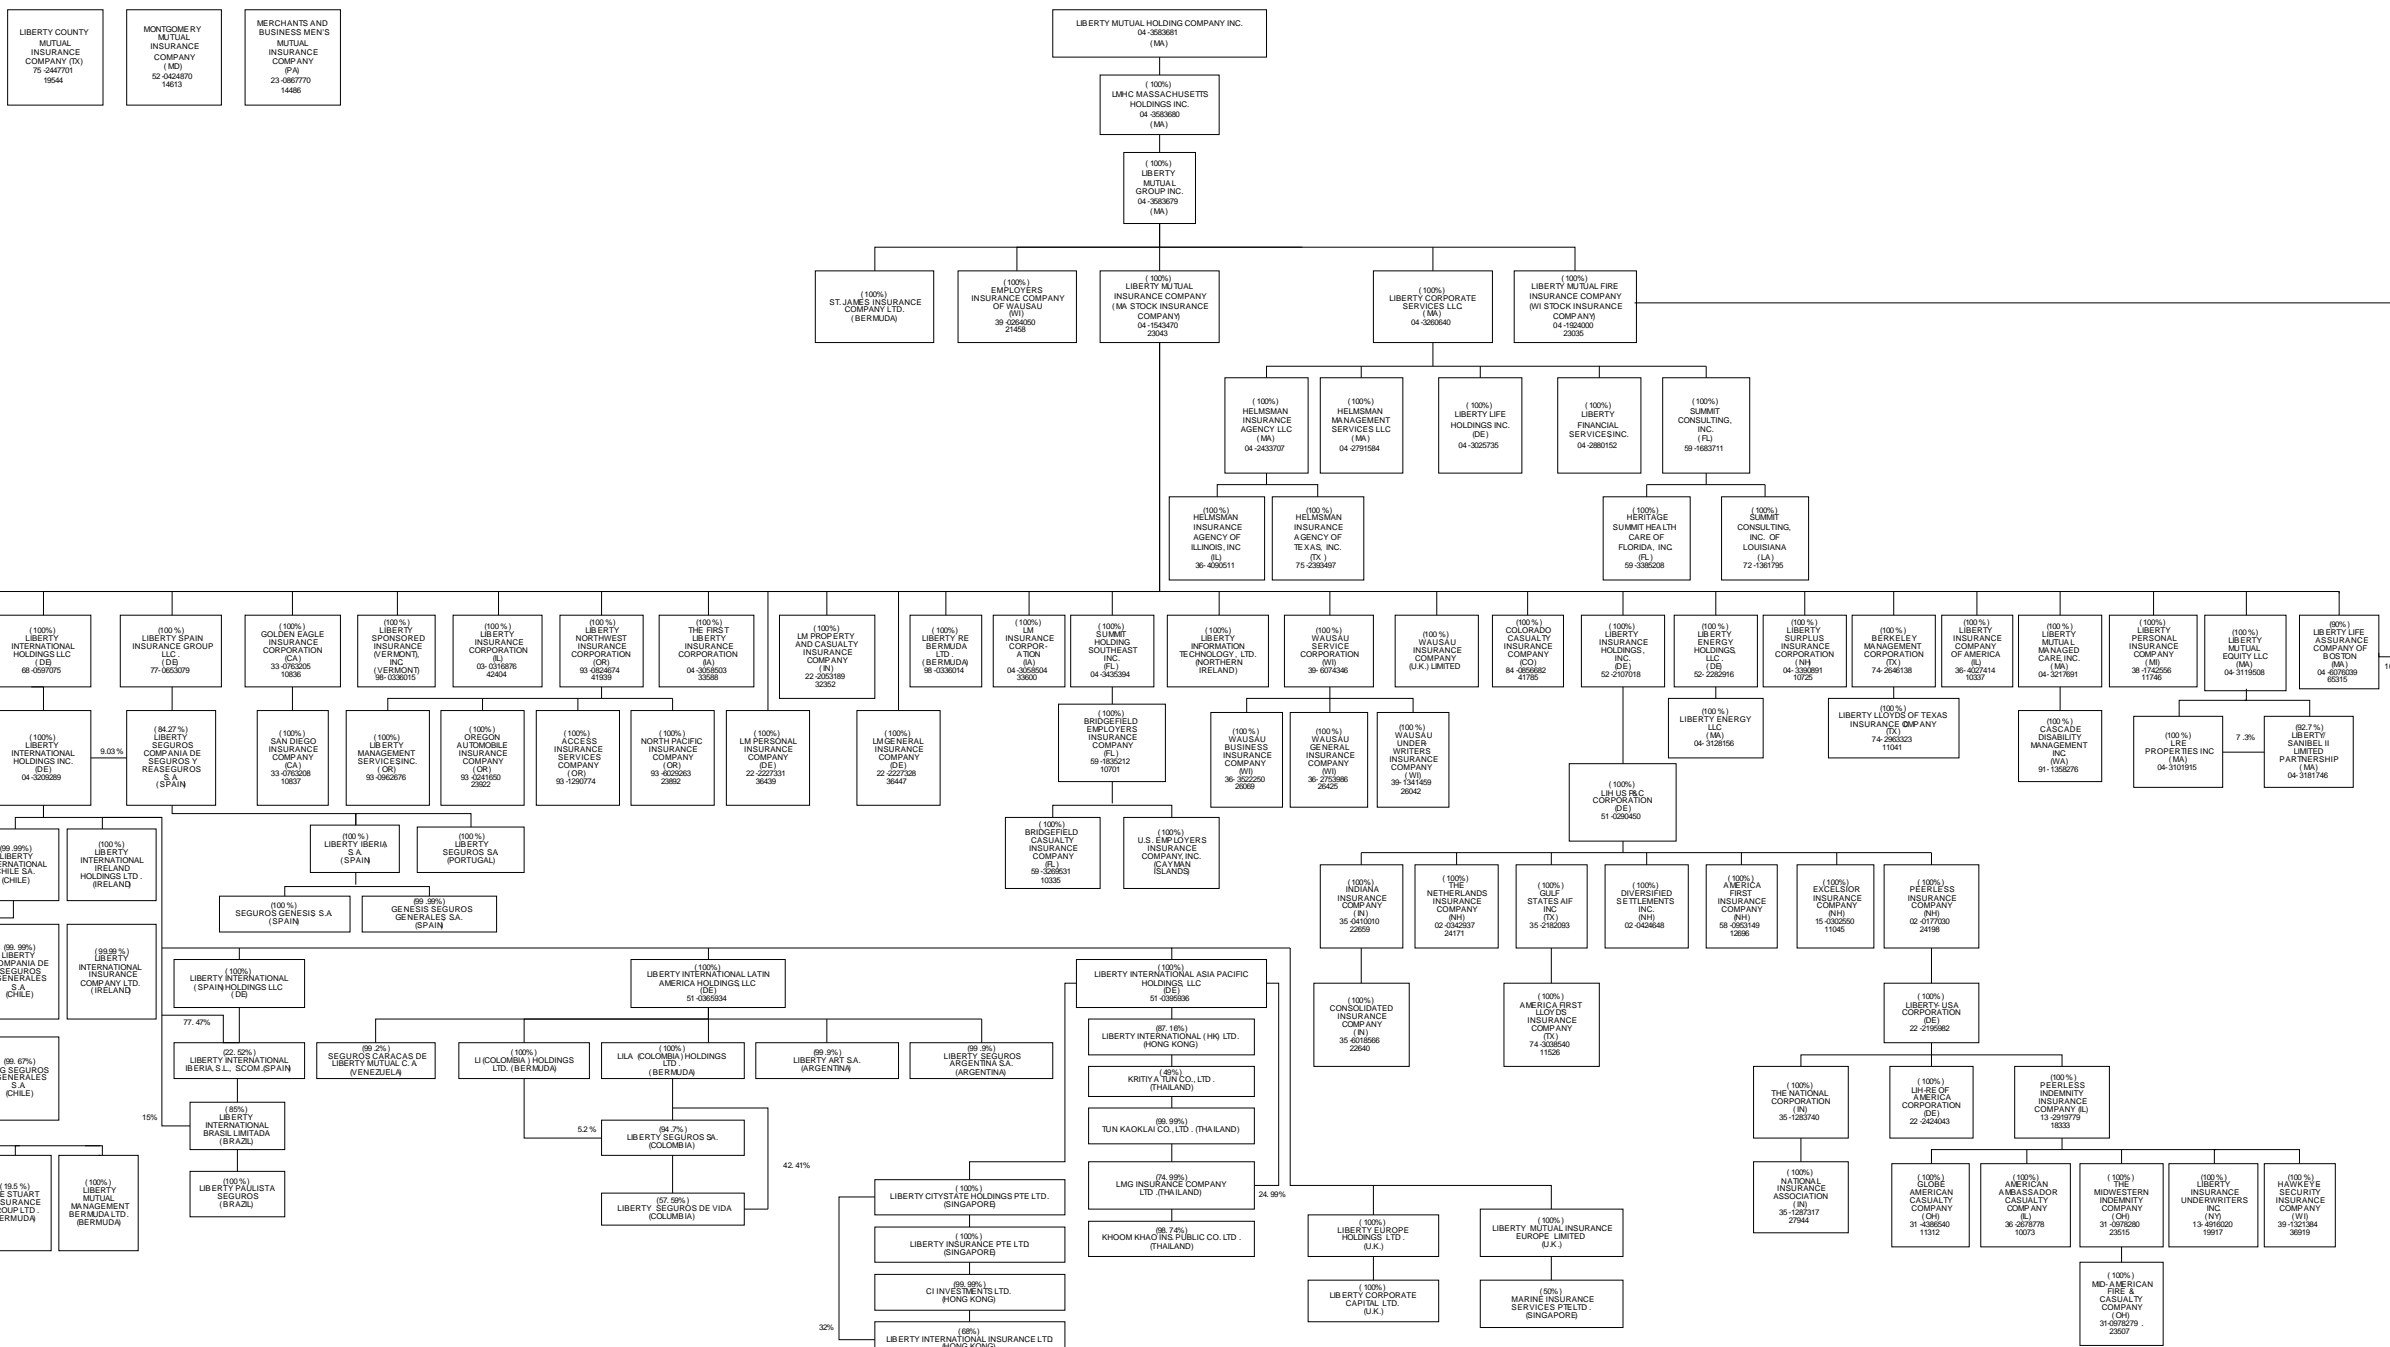 LIBERTY COUNTY
MUTUAL
INSURANCE
COMPANY (TX)
75 -2447701
19544
MONTGOMERY
MUTUAL
INSURANCE
COMPANY
( MD)
52 -0424870
14613
MERCHANTS AND
BUSINESS MEN'S
MUTUAL
INSURANCE
COMPANY
(PA)
23 -0867770
14486
LIBERTY MUTUAL HOLDING COMPANY INC.
04 -3583681
( MA)
( 100%)
LMHC MASSACHUSETTS
HOLDINGS INC.
04 -3583680
( MA)
( 100%)
LIBERTY
MUTUAL
GROUP INC.
04 -3583679
( MA)
( 100%)
ST. JAMES INSURANCE
COMPANY LTD.
( BERMUDA)
(100%)
EMPLOYERS
INSURANCE COMPANY
OF WAUSAU
(WI)
39 -0264050
21458
( 100%)
LIBERTY MUTUAL
INSURANCE COMPANY
( MA STOCK INSURANCE
COMPANY)
04 -1543470
23043
(100%)
LIBERTY CORPORATE
SERVICES LLC
( MA)
04 -3260640
( 100%)
LIBERTY MUTUAL FIRE
INSURANCE COMPANY
(WI STOCK INSURANCE
COMPANY)
04 -1924000
23035
( 100%)
HELMSMAN
INSURANCE
AGENCY LLC
( MA)
04 -2433707
( 100%)
HELMSMAN
MANAGEMENT
SERVICES LLC
( MA)
04 -2791584
( 100%)
LIBERTY LIFE
HOLDINGS INC.
(DE)
04 -3025735
( 100%)
LIBERTY
FINANCIAL
SERVICES INC.
04 -2880152
( 100%)
SUMMIT
CONSULTING,
INC.
( FL)
59 -1683711
(100 %)
HELMSMAN
INSURANCE
AGENCY OF
ILLINOIS, INC
(IL)
36- 4090511
(100 %)
HELMSMAN
INSURANCE
AGENCY OF
TEXAS, INC.
(TX )
75 -2393497
( 100%)
HERITAGE
SUMMIT HEALTH
CARE OF
FLORIDA, INC.
(FL)
59 -3385208
(100%)
SUMMIT
CONSULTING,
INC. OF
LOUISIANA
( LA)
72 -1361795
(100%)
LIBERTY
INTERNATIONAL
HOLDINGS LLC
( DE)
68 -0597075
(100 %)
LIBERTY SPAIN
INSURANCE GROUP
LLC .
( DE)
77- 0653079
(100%)
GOLDEN EAGLE
INSURANCE
CORPORATION
(CA)
33 -0763205
10836
(100 %)
LIBERTY
SPONSORED
INSURANCE
(VERMONT),
INC
( VERMONT)
98- 0336015
(100 %)
LIBERTY
INSURANCE
CORPORATION
(IL)
03- 0316876
42404
(100 %)
LIBERTY
NORTHWEST
INSURANCE
CORPORATION
(OR)
93 -0824674
41939
(100 %)
THE FIRST
LIBERTY
INSURANCE
CORPORATION
(IA)
04 -3058503
33588
( 100%)
LM PROPERTY
AND CASUALTY
INSURANCE
COMPANY
( IN)
22 -2053189
32352
(100 %)
LIBERTY RE
BERMUDA
LTD .
( BERMUDA)
98 -0336014
(100%)
LM
INSURANCE
CORPOR-
ATION
(IA)
04 -3058504
33600
(100 %)
SUMMIT
HOLDING
SOUTHEAST
INC.
(FL)
04 -3435394
(100%)
LIBERTY
INFORMATION
TECHNOLOGY, LTD.
(NORTHERN
IRELAND)
(100 %)
WAUSAU
SERVICE
CORPORATION
(WI)
39- 6074346
(100 %)
WAUSAU
INSURANCE
COMPANY
(U.K.) LIMITED
( 100%)
COLORADO
CASUALTY
INSURANCE
COMPANY
(CO)
84 -0856682
41785
( 100%)
LIBERTY
INSURANCE
HOLDINGS,
INC.
(DE)
52 -2107018
(100 %)
LIBERTY
ENERGY
HOLDINGS,
LLC .
( DE)
52- 2282916
(100 %)
LIBERTY
SURPLUS
INSURANCE
CORPORATION
( NH)
04- 3390891
10725
(100 %)
BERKELEY
MANAGEMENT
CORPORATION
(TX)
74- 2646138
(100 %)
LIBERTY
INSURANCE
COMPANY
OF AMERICA
(IL)
36- 4027414
10337
(100%)
LIBERTY
MUTUAL
MANAGED
CARE, INC.
( MA)
04- 3217691
(100 %)
LIBERTY
PERSONAL
INSURANCE
COMPANY
( MI)
38 -1742556
11746
(100 %)
LIBERTY
MUTUAL
EQUITY LLC
(MA)
04- 3119508
(90%)
LIBERTY LIFE
ASSURANCE
COMPANY OF
BOSTON
(MA)
04 -6076039
65315
(100%)
LIBERTY
INTERNATIONAL
HOLDINGS INC.
(DE)
04 -3209289
9.03 %
(84.27 %)
LIBERTY
SEGUROS
COMPANIA DE
SEGUROS Y
REASEGUROS
S. A.
( SPAIN)
(100%)
SAN DIEGO
INSURANCE
COMPANY
( CA)
33 -0763208
10837
(100 %)
LIBERTY
MANAGEMENT
SERVICES INC.
( OR)
93 -0962676
(100%)
OREGON
AUTOMOBILE
INSURANCE
COMPANY
( OR)
93 -0241650
23922
( 100%)
ACCESS
INSURANCE
SERVICES
COMPANY
( OR)
93 -1290774
( 100%)
NORTH PACIFIC
INSURANCE
COMPANY
( OR)
93 -6029263
23892
( 100%)
LM PERSONAL
INSURANCE
COMPANY
(DE)
22 -2227331
36439
(100%)
LM GENERAL
INSURANCE
COMPANY
(DE)
22 -2227328
36447
(100%)
BRIDGEFIELD
EMPLOYERS
INSURANCE
COMPANY
(FL)
59 -1835212
10701
(100 %)
WAUSAU
BUSINESS
INSURANCE
COMPANY
(WI)
36- 3522250
26069
(100 %)
WAUSAU
GENERAL
INSURANCE
COMPANY
(WI)
36- 2753986
26425
(100 %)
WAUSAU
UNDER-
WRITERS
INSURANCE
COMPANY
( WI)
39- 1341459
26042
(100 %)
LIBERTY ENERGY
LLC
( MA)
04- 3128156
(100 %)
LIBERTY LLOYDS OF TEXAS
INSURANCE COMPANY
(TX)
74- 2963323
11041
(100 %)
CASCADE
DISABILITY
MANAGEMENT
INC
(WA)
91- 1358276
(100 %)
LRE
PROPERTIES INC
( MA)
04- 3101915
7 .3%
(92.7 %)
LIBERTY/
SANIBEL II
LIMITED
PARTNERSHIP
( MA)
04- 3181746
(100%)
LIH US P&C
CORPORATION
(DE)
51 -0290450
(99 .99%)
CHILE SA.
(CHILE)
(100 %)
LIBERTY
INTERNATIONAL
IRELAND
HOLDINGS LTD .
(IRELAND)
(100 %)
LIBERTY IBERIA
S.A.
( SPAIN)
(100 %)
LIBERTY
SEGUROS SA
(PORTUGAL)
( 100%)
BRIDGEFIELD
CASUALTY
INSURANCE
COMPANY
(FL)
59 -3269531
10335
( 100%)
U.S. EMPLOYERS
INSURANCE
COMPANY, INC.
(CAYMAN
ISLANDS)
(100 %)
SEGUROS GENESIS S.A.
( SPAIN)
(99 .99%)
GENESIS SEGUROS
GENERALES SA.
(SPAIN)
(100%)
INDIANA
INSURANCE
COMPANY
( IN)
35 -0410010
22659
( 100%)
THE
NETHERLANDS
INSURANCE
COMPANY
(NH)
02 -0342937
24171
( 100%)
GULF
STATES AIF
INC
(TX)
35 -2182093
( 100%)
DIVERSIFIED
SETTLEMENTS
INC.
(NH)
02 -0424648
( 100%)
AMERICA
FIRST
INSURANCE
COMPANY
(NH)
58 -0953149
12696
( 100%)
EXCELSIOR
INSURANCE
COMPANY
(NH)
15 -0302550
11045
(100%)
PEERLESS
INSURANCE
COMPANY
(NH)
02 -0177030
24198
(99. 99%)
LIBERTY
COMPANIA DE
SEGUROS
GENERALES
S.A
(CHILE)
( 99.99 %)
LIBERTY
INTERNATIONAL
INSURANCE
COMPANY LTD.
( IRELAND)
(100%)
LIBERTY INTERNATIONAL
( SPAIN) HOLDINGS LLC
( DE)
(100%)
LIBERTY INTERNATIONAL LATIN
AMERICA HOLDINGS, LLC
(DE)
51 -0365934
(100%)
LIBERTY INTERNATIONAL ASIA PACIFIC
HOLDINGS, LLC
(DE)
51 -0395936
(100%)
CONSOLIDATED
INSURANCE
COMPANY
( IN)
35 -6018566
22640
( 100%)
AMERICA FIRST
LLOYDS
INSURANCE
COMPANY
(TX)
74 -3038540
11526
( 100%)
LIBERTY- USA
CORPORATION
(DE)
22 -2195982
77. 47%
(22. 52%)
LIBERTY INTERNATIONAL
IBERIA, S.L., SCOM .(SPAIN)
(99 .2%)
SEGUROS CARACAS DE
LIBERTY MUTUAL C. A.
(VENEZUELA)
(100%)
LI (COLOMBIA ) HOLDINGS
LTD. ( BERMUDA)
(100%)
LILA (COLOMBIA) HOLDINGS
LTD .
( BERMUDA)
(99 .9%)
LIBERTY ART SA.
(ARGENTINA)
(99 .9%)
LIBERTY SEGUROS
ARGENTINA SA.
(ARGENTINA)
(87. 16%)
LIBERTY INTERNATIONAL ( HK) LTD.
(HONG KONG)
( 49%)
KRITIYA TUN CO., LTD .
(THAILAND)
(99. 99%)
TUN KAOKLAI CO., LTD . (THAILAND)
(99. 67%)
SEGUROS
GENERALES
S.A
(CHILE)
15%
( 85%)
LIBERTY
INTERNATIONAL
BRASIL LIMITADA
( BRAZIL)
5.2 %
(94.7%)
LIBERTY SEGUROS SA.
(COLOMBIA)
42. 41%
(57. 59%)
LIBERTY SEGUROS DE VIDA
(COLUMBIA)
(74. 99%)
LMG INSURANCE COMPANY
LTD .(THAILAND)
24. 99%
(98. 74%)
KHOOM KHAO INS. PUBLIC CO. LTD .
(THAILAND)
( 100%)
THE NATIONAL
CORPORATION
( IN)
35 -1283740
( 100%)
LIH-RE OF
AMERICA
CORPORATION
(DE)
22 -2424043
(100 %)
PEERLESS
INDEMNITY
INSURANCE
COMPANY (IL)
13 -2919779
18333
( 19.5 %)
STUART
(100%)
LIBERTY
MUTUAL
MANAGEMENT
BERMUDA LTD .
(BERMUDA)
(100 %)
LIBERTY PAULISTA
SEGUROS
(BRAZIL)
( 100%)
LIBERTY CITYSTATE HOLDINGS PTE LTD.
(SINGAPORE)
( 100%)
LIBERTY INSURANCE PTE LTD.
(SINGAPORE)
(99. 99%)
CI INVESTMENTS LTD.
(HONG KONG)
32%
(68%)
LIBERTY INTERNATIONAL INSURANCE LTD.
(HONG KONG)
( 100%)
LIBERTY EUROPE
HOLDINGS LTD .
(U.K.)
(100%)
LIBERTY MUTUAL INSURANCE
EUROPE LIMITED
(U.K.)
( 100%)
LIBERTY CORPORATE
CAPITAL LTD.
(U.K.)
( 50%)
MARINE INSURANCE
SERVICES PTE LTD .
(SINGAPORE)
( 100%)
NATIONAL
INSURANCE
ASSOCIATION
( IN)
35 -1287317
27944
(100%)
GLOBE
AMERICAN
CASUALTY
COMPANY
( OH)
31 -4386540
11312
( 100%)
AMERICAN
AMBASSADOR
CASUALTY
COMPANY
(IL)
36 -2678778
10073
(100%)
THE
MIDWESTERN
INDEMNITY
COMPANY
(OH)
31 -0978280
23515
(100 %)
LIBERTY
INSURANCE
UNDERWRITERS
INC.
(NY)
13- 4916020
19917
(100 %)
HAWKEYE
SECURITY
INSURANCE
COMPANY
( WI)
39 -1321384
36919
( 100%)
MID- AMERICAN
FIRE &
CASUALTY
COMPANY
( OH)
31-0978279 .
23507